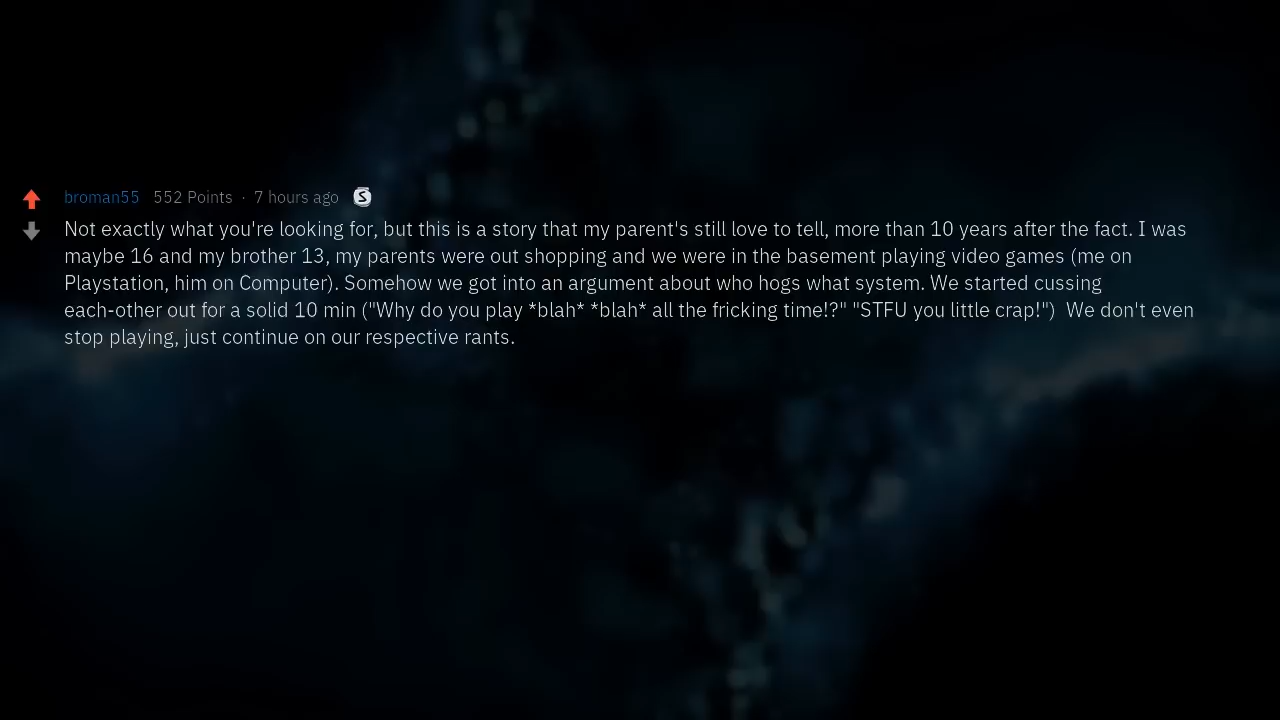 broman55 552 Points · 7 hours ago
Not exactly what you're looking for, but this is a story that my parent's still love to tell, more than 10 years after the fact. I was
maybe 16 and my brother 13, my parents were out shopping and we were in the basement playing video games (me on
Playstation, him on Computer). Somehow we got into an argument about who hogs what system. We started cussing
each-other out for a solid 10 min ("Why do you play *blah* *blah* all the fricking time!?" "STFU you little crap!")  We don't even
stop playing, just continue on our respective rants.